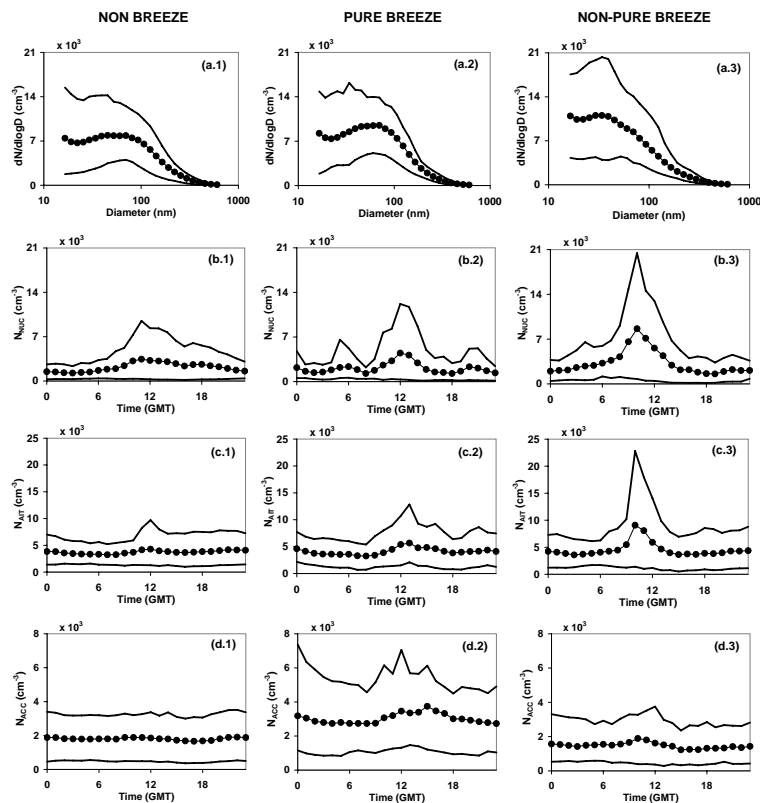 NON BREEZE PURE BREEZE NON-PURE BREEZE
x 10³ x 10³ x 10³
(a.1) (a.2) (a.3)
21 21 21
14 14 14
7 7 7
0 0 0
dN/dlogD (cm⁻³) dN/dlogD (cm⁻³) dN/dlogD (cm⁻³)
10 100 1000 10 100 1000 10 100 1000
Diameter (nm) Diameter (nm) Diameter (nm)
x 10³ x 10³ x 10³
(b.1) (b.2) (b.3)
21 21 21
14 14 14
7 7 7
0 0 0
N_NUC (cm⁻³) N_NUC (cm⁻³) N_NUC (cm⁻³)
0 6 12 18 0 6 12 18 0 6 12 18
Time (GMT) Time (GMT) Time (GMT)
x 10³ x 10³ x 10³
(c.1) (c.2) (c.3)
25 25 25
20 20 20
15 15 15
10 10 10
5 5 5
0 0 0
N_AIT (cm⁻³) N_AIT (cm⁻³) N_AIT (cm⁻³)
0 6 12 18 0 6 12 18 0 6 12 18
Time (GMT) Time (GMT) Time (GMT)
x 10³ x 10³ x 10³
(d.1) (d.2) (d.3)
8 8 8
6 6 6
4 4 4
2 2 2
0 0 0
N_ACC (cm⁻³) N_ACC (cm⁻³) N_ACC (cm⁻³)
0 6 12 18 0 6 12 18 0 6 12 18
Time (GMT) Time (GMT) Time (GMT)